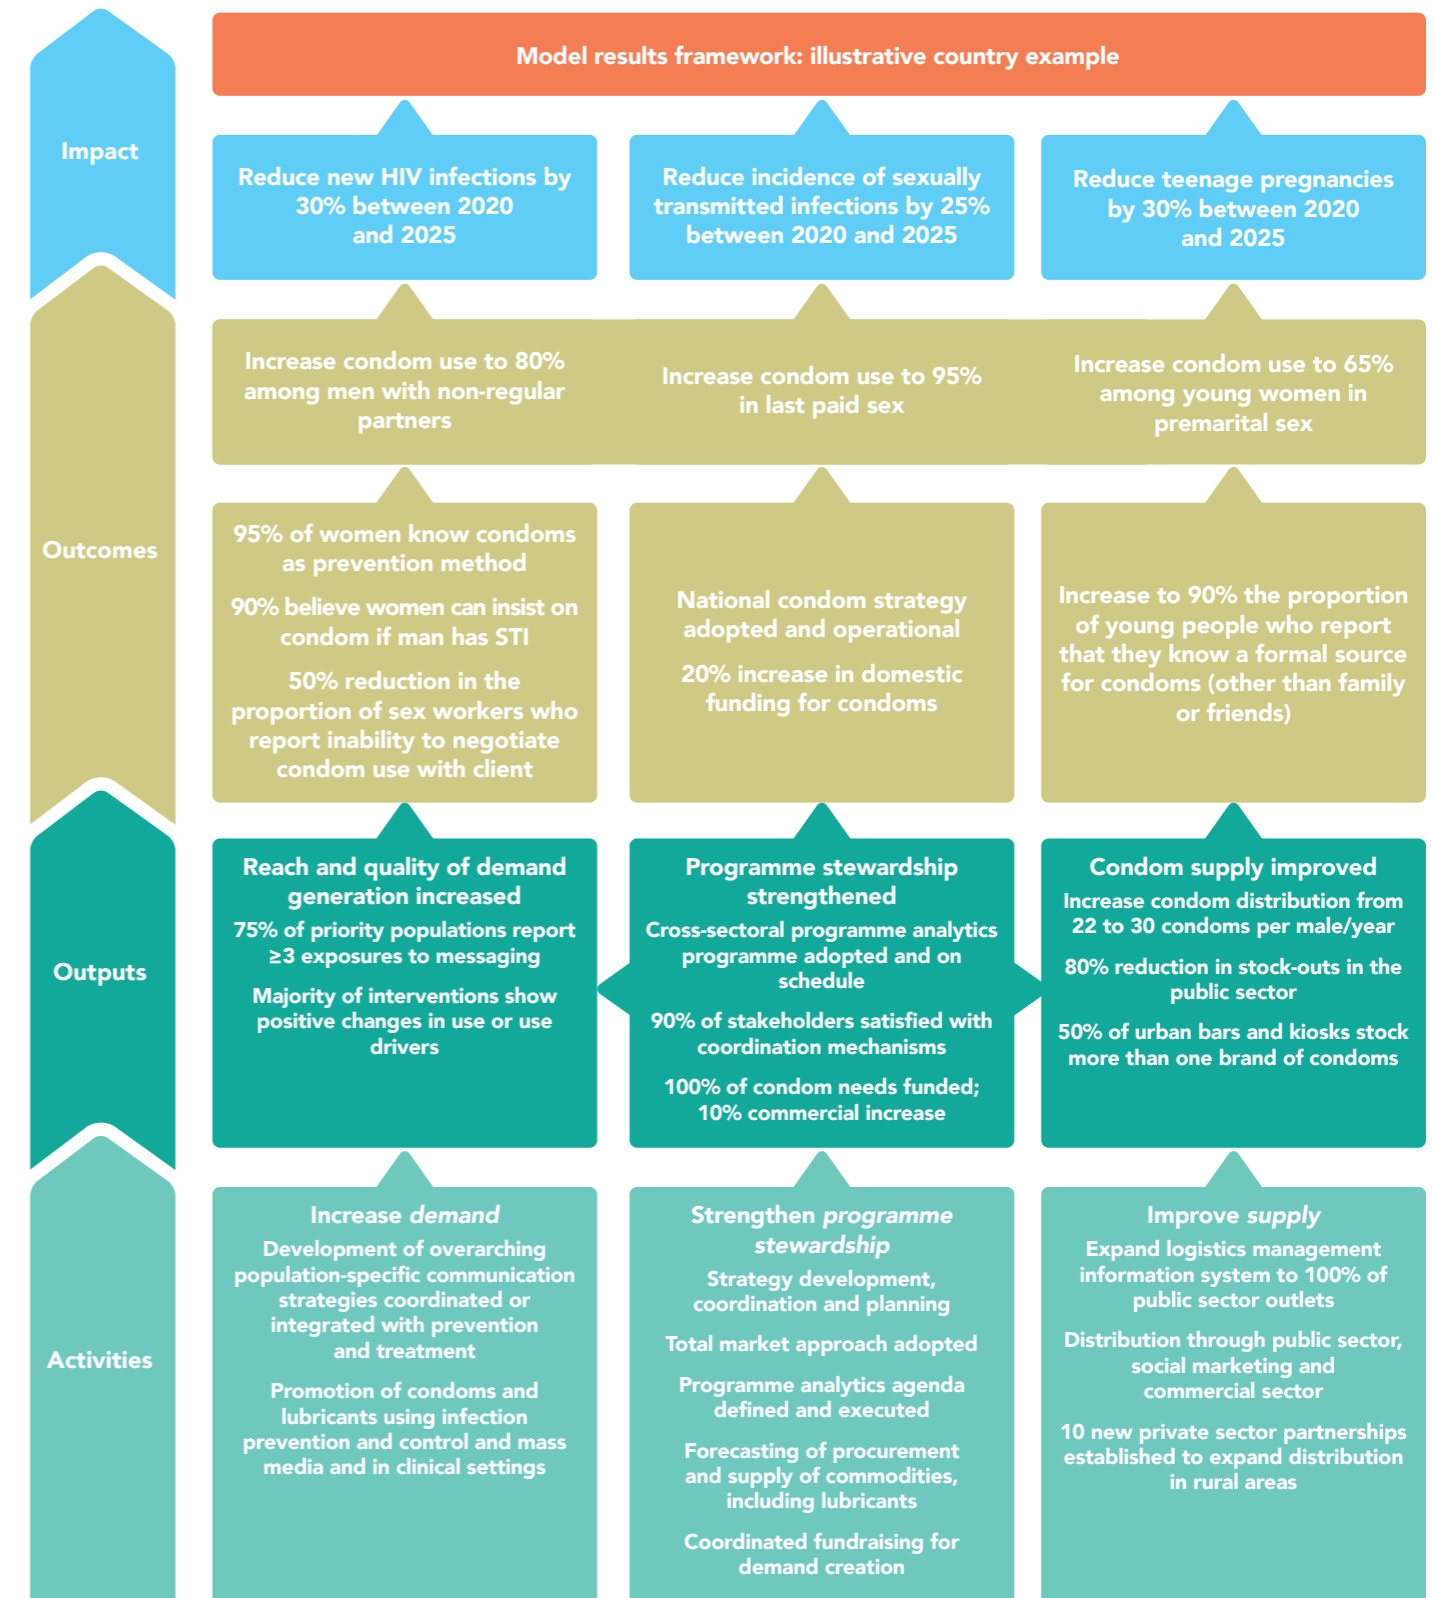 Model results framework: illustrative country example
Impact
Reduce new HIV infections by
30% between 2020
and 2025
Reduce incidence of sexually
transmitted infections by 25%
between 2020 and 2025
Reduce teenage pregnancies
by 30% between 2020
and 2025
Outcomes
Increase condom use to 80%
among men with non-regular
partners
Increase condom use to 95%
in last paid sex
Increase condom use to 65%
among young women in
premarital sex
95% of women know condoms
as prevention method
90% believe women can insist on
condom if man has STI
50% reduction in the
proportion of sex workers who
report inability to negotiate
condom use with client
National condom strategy
adopted and operational
20% increase in domestic
funding for condoms
Increase to 90% the proportion
of young people who report
that they know a formal source
for condoms (other than family
or friends)
Outputs
Reach and quality of demand
generation increased
75% of priority populations report
≥3 exposures to messaging
Majority of interventions show
positive changes in use or use
drivers
Programme stewardship
strengthened
Cross-sectoral programme analytics
programme adopted and on
schedule
90% of stakeholders satisfied with
coordination mechanisms
100% of condom needs funded;
10% commercial increase
Condom supply improved
Increase condom distribution from
22 to 30 condoms per male/year
80% reduction in stock-outs in the
public sector
50% of urban bars and kiosks stock
more than one brand of condoms
Activities
Increase demand
Development of overarching
population-specific communication
strategies coordinated or
integrated with prevention
and treatment
Promotion of condoms and
lubricants using infection
prevention and control and mass
media and in clinical settings
Strengthen programme
stewardship
Strategy development,
coordination and planning
Total market approach adopted
Programme analytics agenda
defined and executed
Forecasting of procurement
and supply of commodities,
including lubricants
Coordinated fundraising for
demand creation
Improve supply
Expand logistics management
information system to 100% of
public sector outlets
Distribution through public sector,
social marketing and
commercial sector
10 new private sector partnerships
established to expand distribution
in rural areas